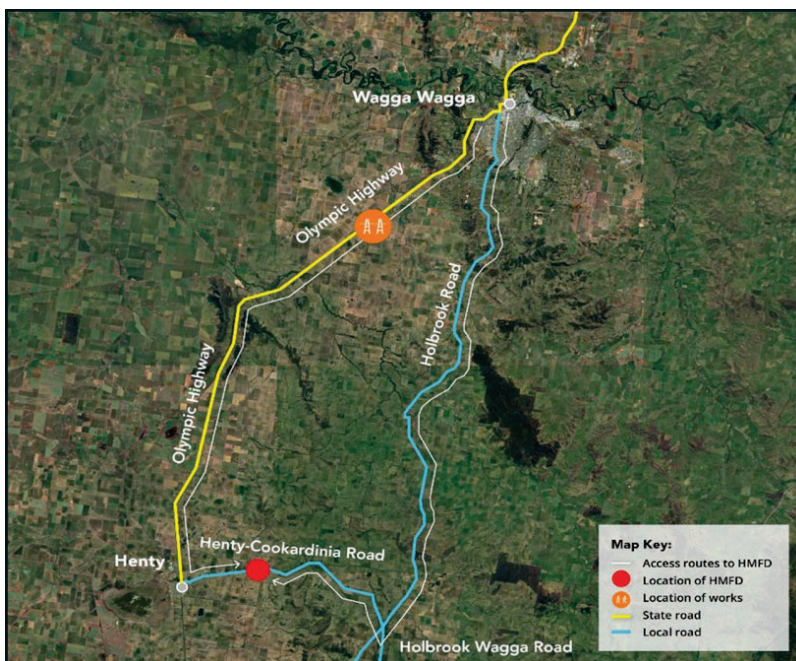 Wagga Wagga
Olympic Highway
Holbrook Road
Olympic Highway
Henty-Cookardinia Road
Henty
Holbrook Wagga Road
Map Key:
Access routes to HMFD
Location of HMFD
Location of works
State road
Local road